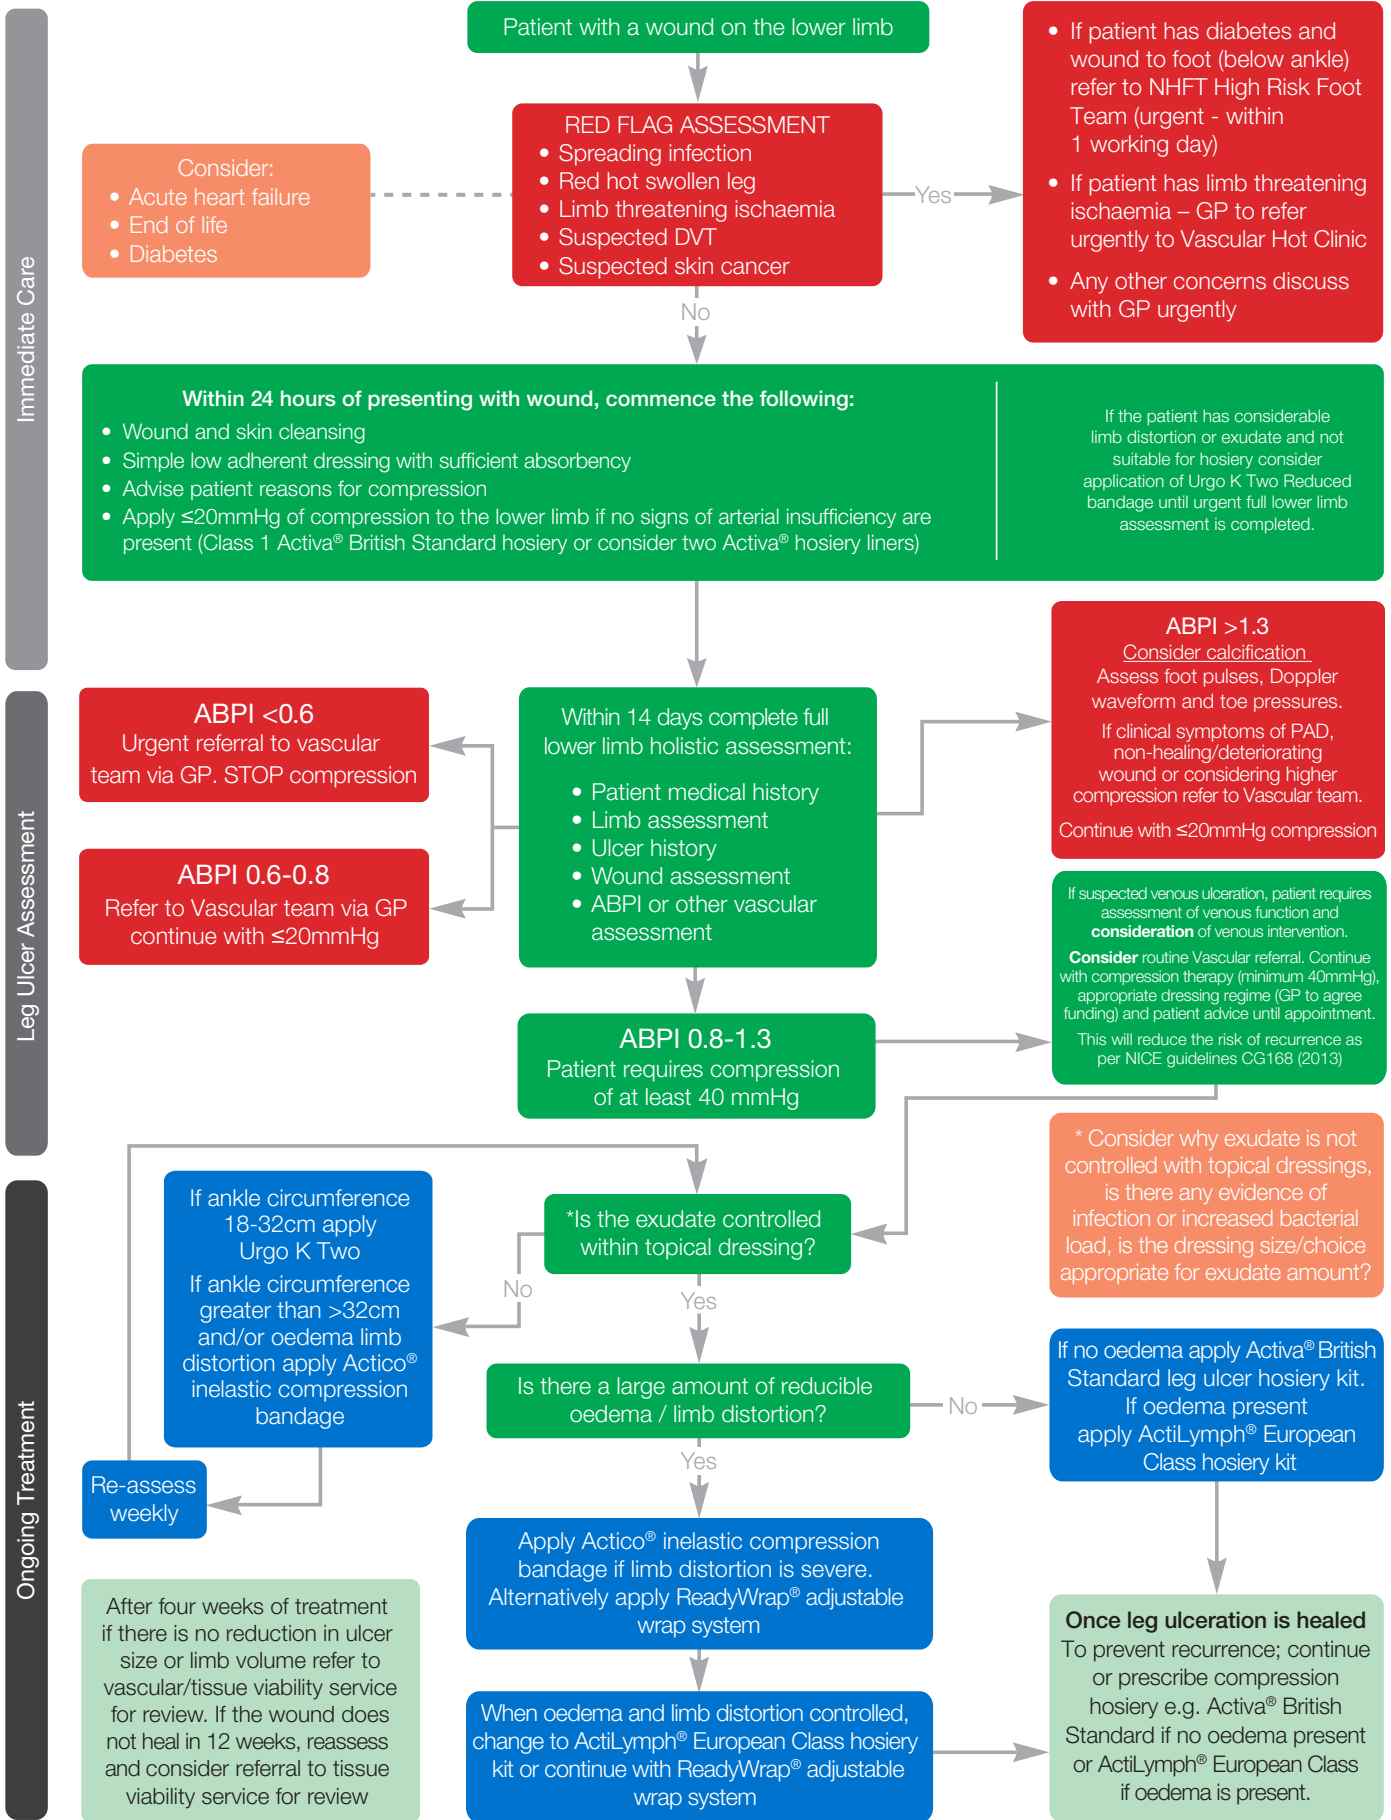 Immediate Care
Patient with a wound on the lower limb
Consider:
• Acute heart failure
• End of life
• Diabetes
RED FLAG ASSESSMENT
• Spreading infection
• Red hot swollen leg
• Limb threatening ischaemia
• Suspected DVT
• Suspected skin cancer
Yes
• If patient has diabetes and
wound to foot (below ankle)
refer to NHFT High Risk Foot
Team (urgent - within
1 working day)
• If patient has limb threatening
ischaemia – GP to refer
urgently to Vascular Hot Clinic
• Any other concerns discuss
with GP urgently
No
Within 24 hours of presenting with wound, commence the following:
• Wound and skin cleansing
• Simple low adherent dressing with sufficient absorbency
• Advise patient reasons for compression
• Apply ≤20mmHg of compression to the lower limb if no signs of arterial insufficiency are
present (Class 1 Activa® British Standard hosiery or consider two Activa® hosiery liners)
If the patient has considerable
limb distortion or exudate and not
suitable for hosiery consider
application of Urgo K Two Reduced
bandage until urgent full lower limb
assessment is completed.
Leg Ulcer Assessment
ABPI <0.6
Urgent referral to vascular
team via GP. STOP compression
ABPI 0.6-0.8
Refer to Vascular team via GP
continue with ≤20mmHg
Within 14 days complete full
lower limb holistic assessment:
• Patient medical history
• Limb assessment
• Ulcer history
• Wound assessment
• ABPI or other vascular
assessment
ABPI >1.3
Consider calcification
Assess foot pulses, Doppler
waveform and toe pressures.
If clinical symptoms of PAD,
non-healing/deteriorating
wound or considering higher
compression refer to Vascular team.
Continue with ≤20mmHg compression
ABPI 0.8-1.3
Patient requires compression
of at least 40 mmHg
If suspected venous ulceration, patient requires
assessment of venous function and
consideration of venous intervention.
Consider routine Vascular referral. Continue
with compression therapy (minimum 40mmHg),
appropriate dressing regime (GP to agree
funding) and patient advice until appointment.
This will reduce the risk of recurrence as
per NICE guidelines CG168 (2013)
* Consider why exudate is not
controlled with topical dressings,
is there any evidence of
infection or increased bacterial
load, is the dressing size/choice
appropriate for exudate amount?
Ongoing Treatment
*Is the exudate controlled
within topical dressing?
No
Yes
If ankle circumference
18-32cm apply
Urgo K Two
If ankle circumference
greater than >32cm
and/or oedema limb
distortion apply Actico®
inelastic compression
bandage
Re-assess
weekly
Is there a large amount of reducible
oedema / limb distortion?
No
Yes
If no oedema apply Activa® British
Standard leg ulcer hosiery kit.
If oedema present
apply ActiLymph® European
Class hosiery kit
Apply Actico® inelastic compression
bandage if limb distortion is severe.
Alternatively apply ReadyWrap® adjustable
wrap system
When oedema and limb distortion controlled,
change to ActiLymph® European Class hosiery
kit or continue with ReadyWrap® adjustable
wrap system
After four weeks of treatment
if there is no reduction in ulcer
size or limb volume refer to
vascular/tissue viability service
for review. If the wound does
not heal in 12 weeks, reassess
and consider referral to tissue
viability service for review
Once leg ulceration is healed
To prevent recurrence; continue
or prescribe compression
hosiery e.g. Activa® British
Standard if no oedema present
or ActiLymph® European Class
if oedema is present.